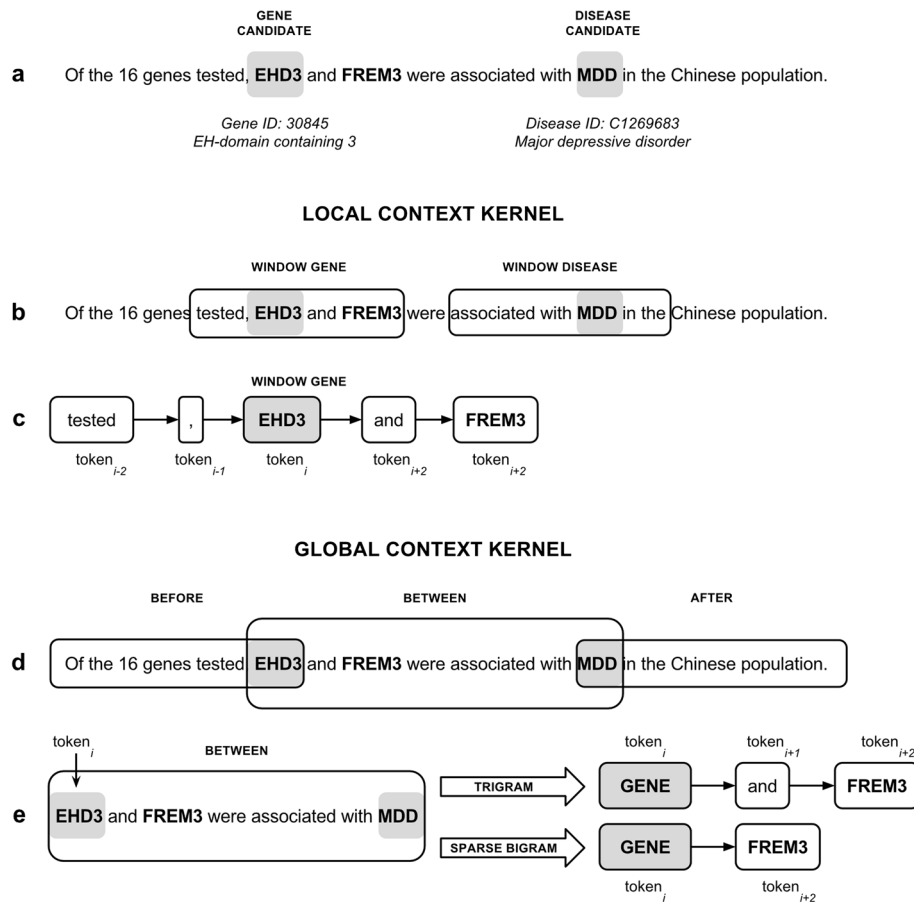 GENE CANDIDATE
DISEASE CANDIDATE
a Of the 16 genes tested, EHD3 and FREM3 were associated with MDD in the Chinese population.
Gene ID: 30845
EH-domain containing 3
Disease ID: C1269683
Major depressive disorder
LOCAL CONTEXT KERNEL
WINDOW GENE WINDOW DISEASE
b Of the 16 genes tested, EHD3 and FREM3 were associated with MDD in the Chinese population.
WINDOW GENE
c tested , EHD3 and FREM3
token i-2 token i-1 token i token i+2 token i+2
GLOBAL CONTEXT KERNEL
BEFORE BETWEEN AFTER
d Of the 16 genes tested EHD3 and FREM3 were associated with MDD in the Chinese population.
token i BETWEEN
e EHD3 and FREM3 were associated with MDD
token i token i+1 token i+2
TRIGRAM GENE and FREM3
SPARSE BIGRAM GENE FREM3
token i token i+2